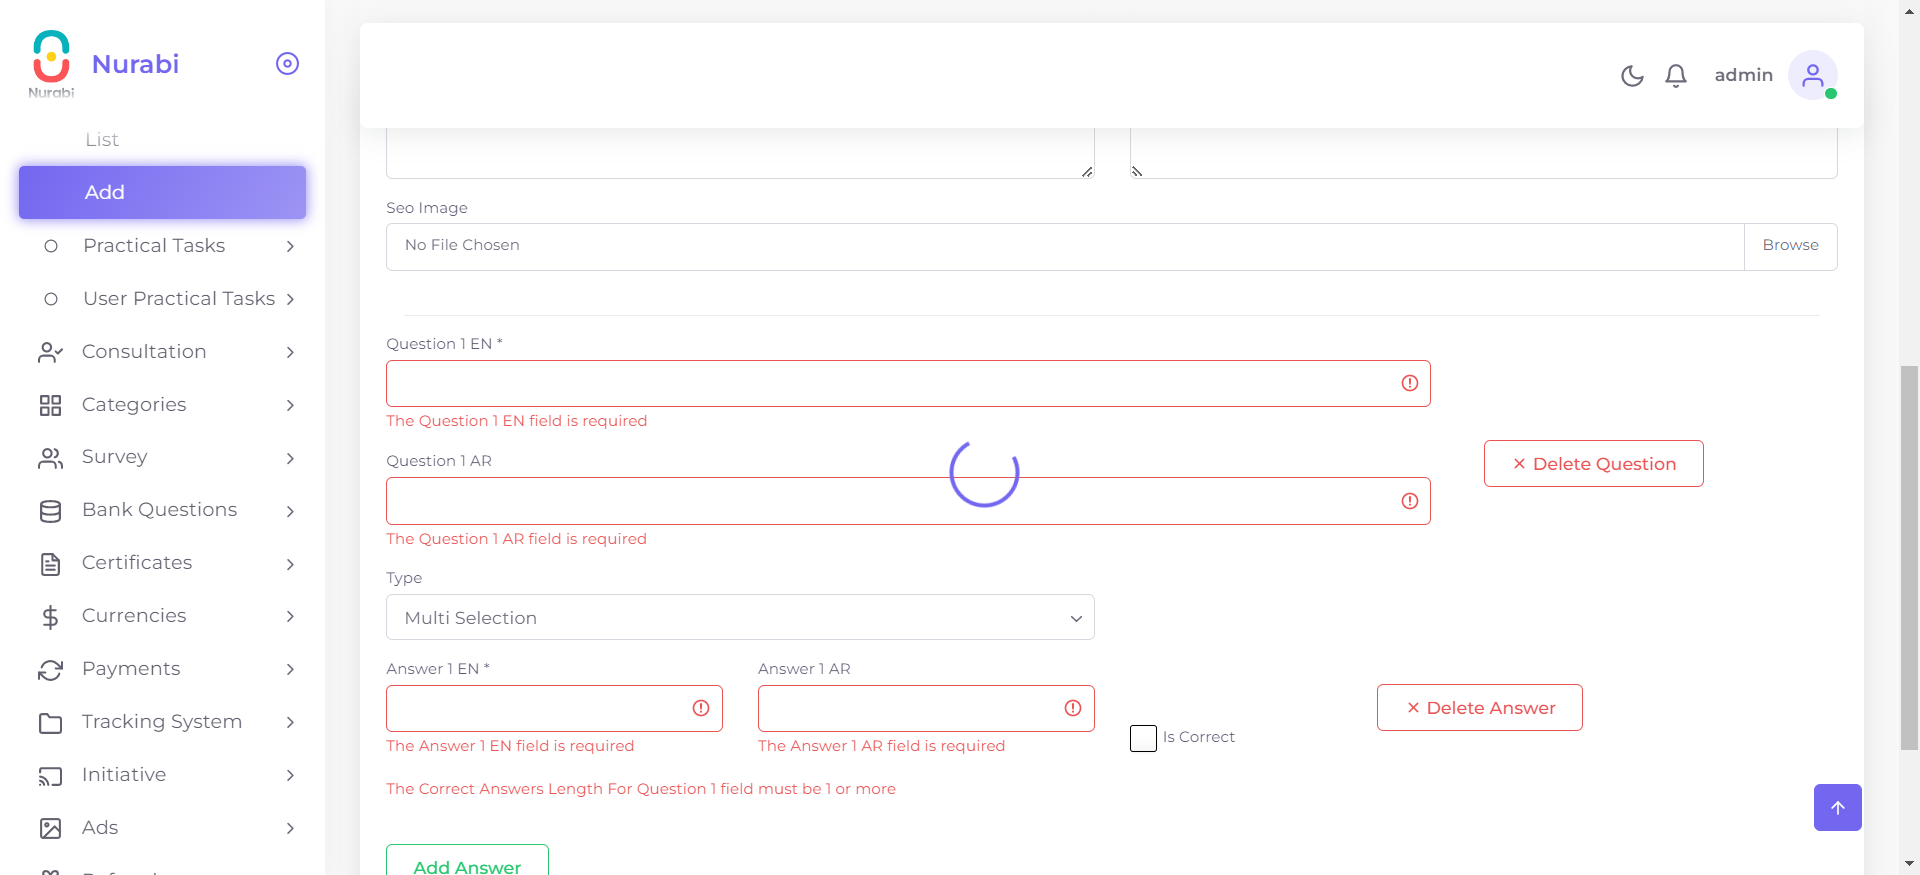 Nurabi
Nurabi
List
Add
Practical Tasks
User Practical Tasks
Consultation
Categories
Survey
Bank Questions
Certificates
Currencies
Payments
Tracking System
Initiative
Ads
admin
Seo Image
No File Chosen
Browse
Question 1 EN *
The Question 1 EN field is required
Question 1 AR
The Question 1 AR field is required
Delete Question
Type
Multi Selection
Answer 1 EN *
Answer 1 AR
The Answer 1 EN field is required
The Answer 1 AR field is required
Is Correct
Delete Answer
The Correct Answers Length For Question 1 field must be 1 or more
Add Answer